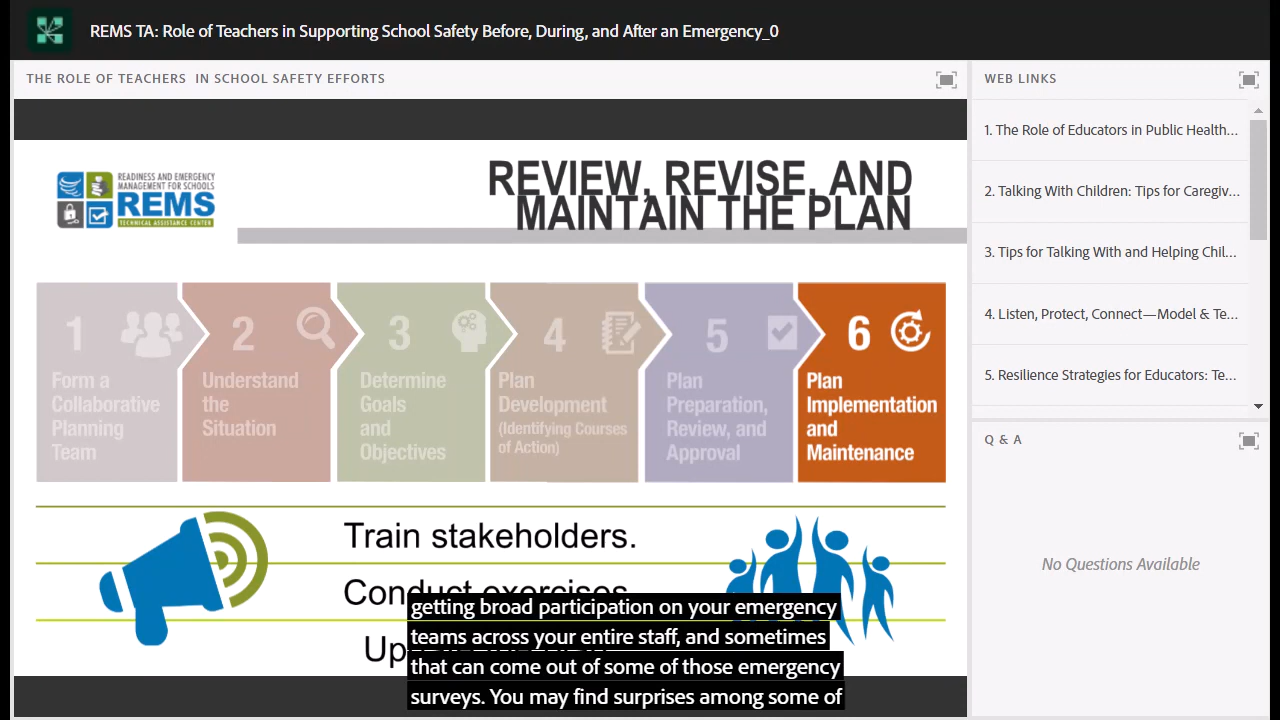 REMS TA: Role of Teachers in Supporting School Safety Before, During, and After an Emergency_0
THE ROLE OF TEACHERS IN SCHOOL SAFETY EFFORTS
READINESS AND EMERGENCY
MANAGEMENT FOR SCHOOLS
REMS
TECHNICAL ASSISTANCE CENTER
REVIEW, REVISE, AND
MAINTAIN THE PLAN
1
Form a
Collaborative
Planning
Team
2
Understand
the
Situation
3
Determine
Goals
and
Objectives
4
Plan
Development
(Identifying Courses
of Action)
5
Plan
Preparation,
Review, and
Approval
6
Plan
Implementation
and
Maintenance
Train stakeholders.
Conduct exercises.
Up
getting broad participation on your emergency
teams across your entire staff, and sometimes
that can come out of some of those emergency
surveys. You may find surprises among some of
WEB LINKS
1. The Role of Educators in Public Health...
2. Talking With Children: Tips for Caregiv...
3. Tips for Talking With and Helping Chil...
4. Listen, Protect, Connect—Model & Te...
5. Resilience Strategies for Educators: Te...
Q & A
No Questions Available